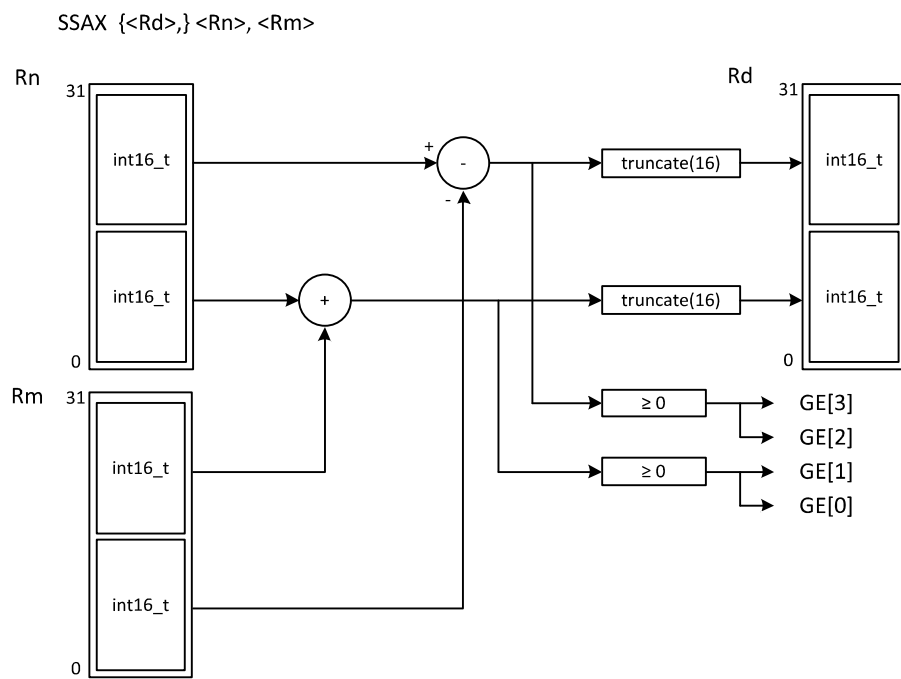 SSAX {<Rd>,} <Rn>, <Rm>
Rn
31
int16_t
int16_t
0
Rm
31
int16_t
int16_t
0
+
-
-
+
truncate(16)
truncate(16)
≥ 0
≥ 0
Rd
31
int16_t
int16_t
0
GE[3]
GE[2]
GE[1]
GE[0]